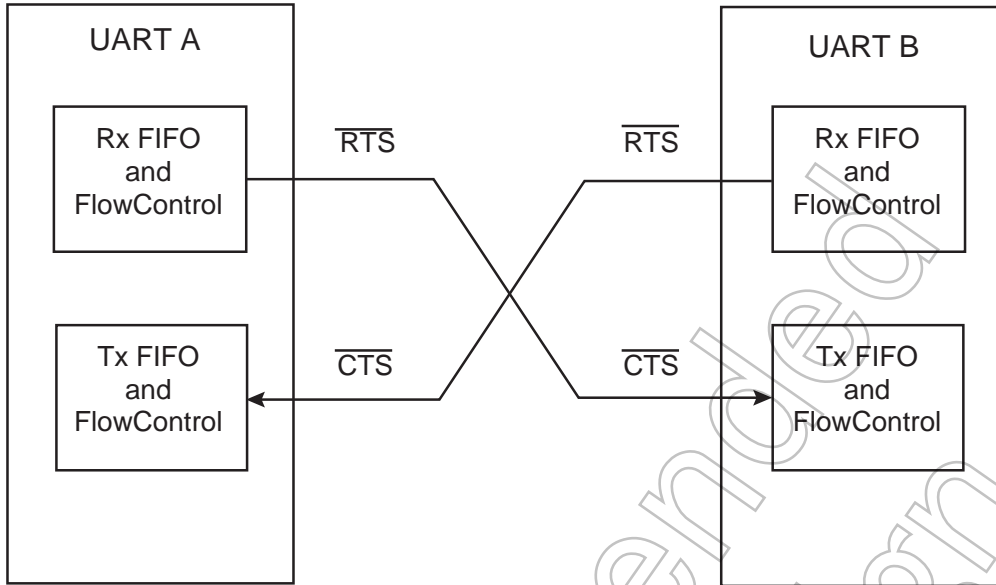 UART A
UART B
Rx FIFO
and
FlowControl
RTS
RTS
Rx FIFO
and
FlowControl
Tx FIFO
and
FlowControl
CTS
CTS
Tx FIFO
and
FlowControl